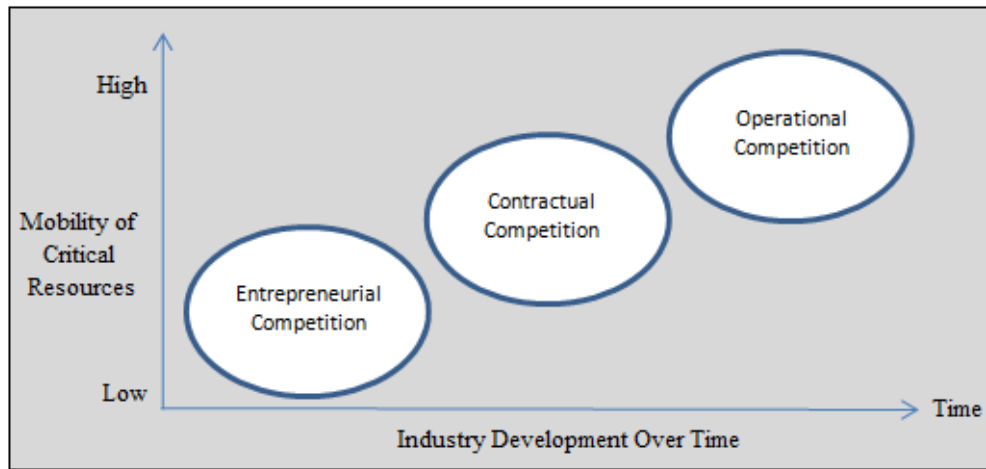 High
Mobility of
Critical
Resources
Low
Operational
Competition
Contractual
Competition
Entrepreneurial
Competition
Time
Industry Development Over Time